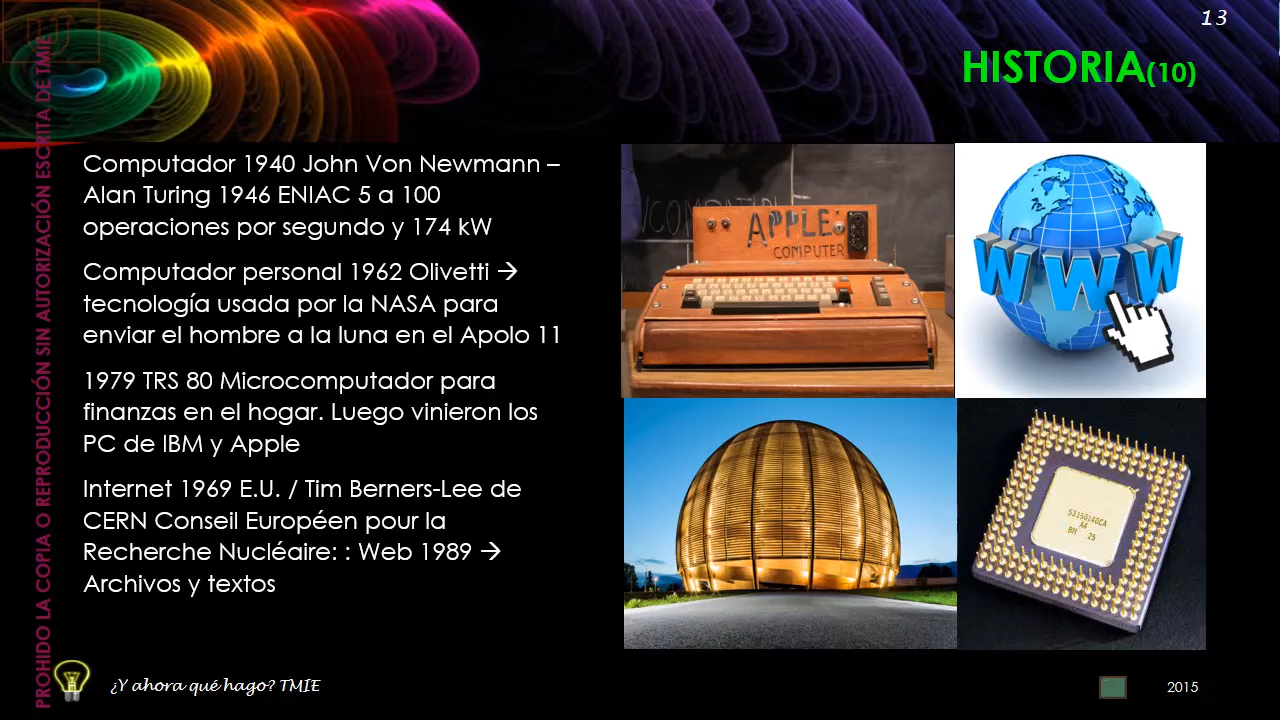 13
HISTORIA(10)
Computador 1940 John Von Newmann –
Alan Turing 1946 ENIAC 5 a 100
operaciones por segundo y 174 kW
Computador personal 1962 Olivetti →
tecnología usada por la NASA para
enviar el hombre a la luna en el Apolo 11
1979 TRS 80 Microcomputador para
finanzas en el hogar. Luego vinieron los
PC de IBM y Apple
Internet 1969 E.U. / Tim Berners-Lee de
CERN Conseil Européen pour la
Recherche Nucléaire: : Web 1989 →
Archivos y textos
APPLE
COMPUTER
WWW
PROHIDO LA COPIA O REPRODUCCIÓN SIN AUTORIZACIÓN ESCRITA DE TMIE
¿Y ahora qué hago? TMIE
2015